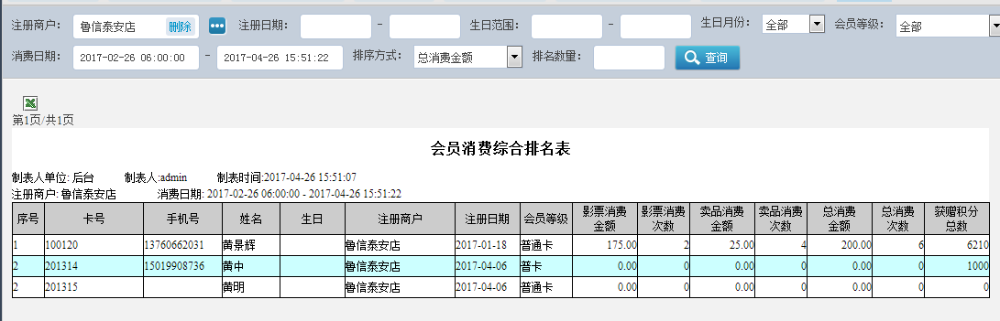 注册商户： 鲁信泰安店 删除 ••• 注册日期： - 生日范围： - 生日月份： 全部 会员等级： 全部
消费日期： 2017-02-26 06:00:00 - 2017-04-26 15:51:22 排序方式： 总消费金额 排名数量： 查询
第1页/共1页
会员消费综合排名表
制表人单位: 后台 制表人:admin 制表时间:2017-04-26 15:51:07
注册商户: 鲁信泰安店 消费日期: 2017-02-26 06:00:00 - 2017-04-26 15:51:22
序号 卡号 手机号 姓名 生日 注册商户 注册日期 会员等级 影票消费金额 影票消费次数 卖品消费金额 卖品消费次数 总消费金额 总消费次数 获赠积分总数
1 100120 13760662031 黄景辉 鲁信泰安店 2017-01-18 普通卡 175.00 2 25.00 4 200.00 6 6210
2 201314 15019908736 黄中 鲁信泰安店 2017-04-06 普卡 0.00 0 0.00 0 0.00 0 1000
2 201315 黄明 鲁信泰安店 2017-04-06 普通卡 0.00 0 0.00 0 0.00 0 0